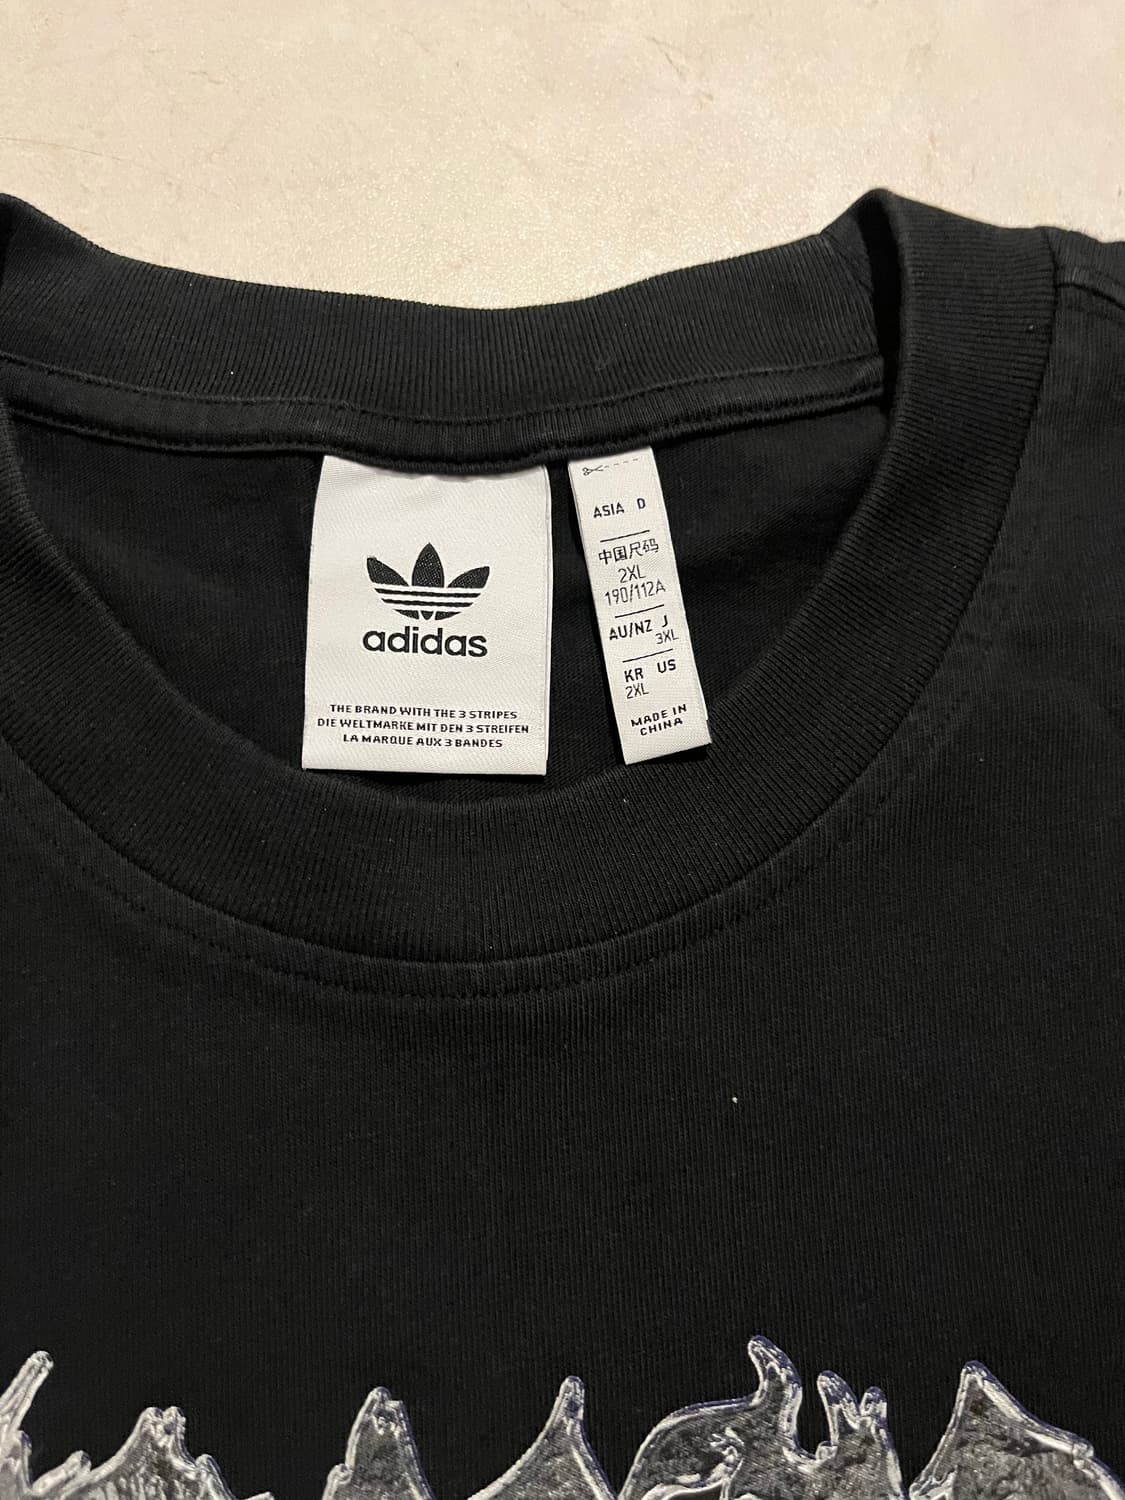 adidas
THE BRAND WITH THE 3 STRIPES
DIE WELTMARKE MIT DEN 3 STREIFEN
LA MARQUE AUX 3 BANDES
ASIA D
中国尺码
2XL
190/112A
AU/NZ J
3XL
KR US
2XL
MADE IN
CHINA